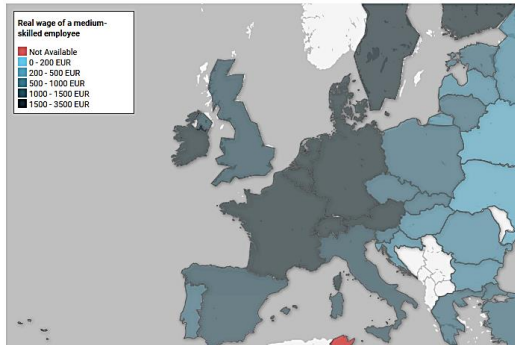 Real wage of a medium-
skilled employee
Not Available
0 - 200 EUR
200 - 500 EUR
500 - 1000 EUR
1000 - 1500 EUR
1500 - 3500 EUR